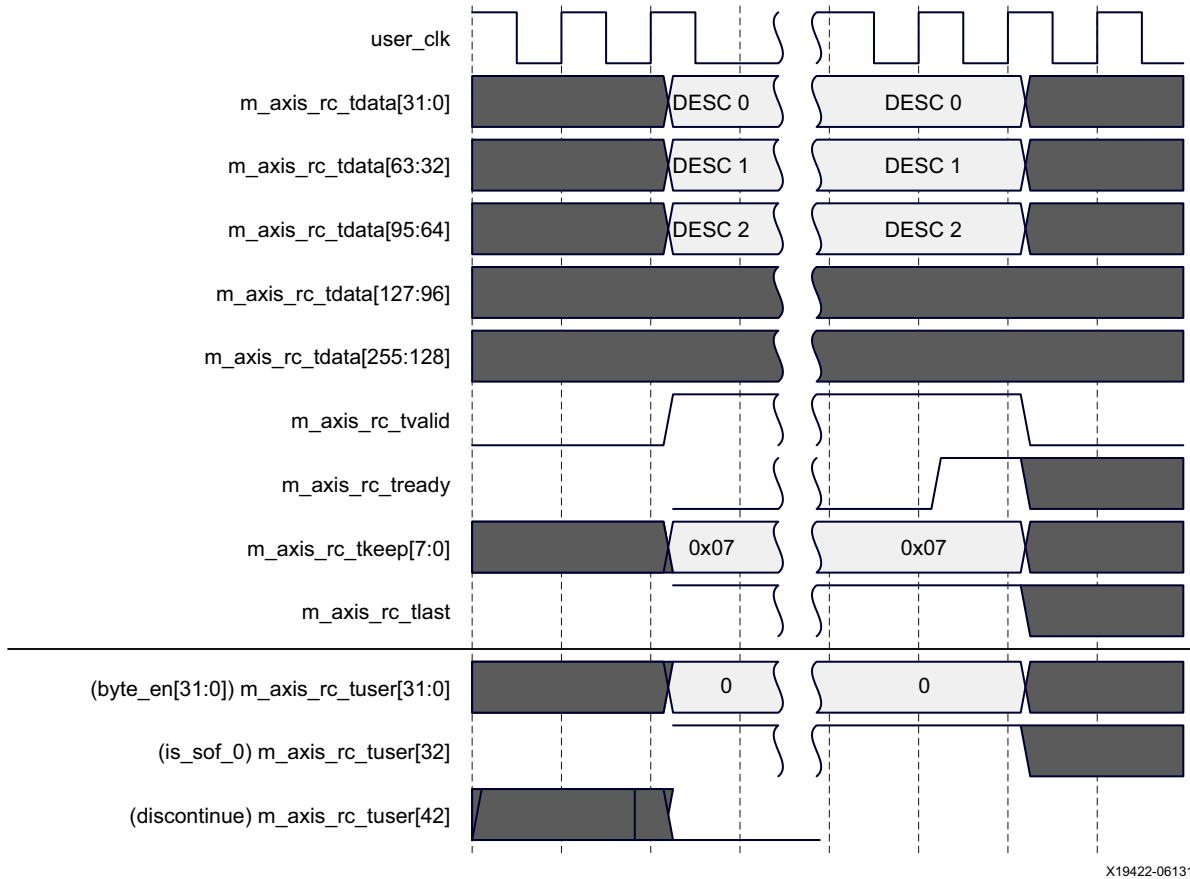 user_clk
m_axis_rc_tdata[31:0] DESC 0 DESC 0
m_axis_rc_tdata[63:32] DESC 1 DESC 1
m_axis_rc_tdata[95:64] DESC 2 DESC 2
m_axis_rc_tdata[127:96]
m_axis_rc_tdata[255:128]
m_axis_rc_tvalid
m_axis_rc_tready
m_axis_rc_tkeep[7:0] 0x07 0x07
m_axis_rc_tlast
(byte_en[31:0]) m_axis_rc_tuser[31:0] 0 0
(is_sof_0) m_axis_rc_tuser[32]
(discontinue) m_axis_rc_tuser[42]
X19422-06131